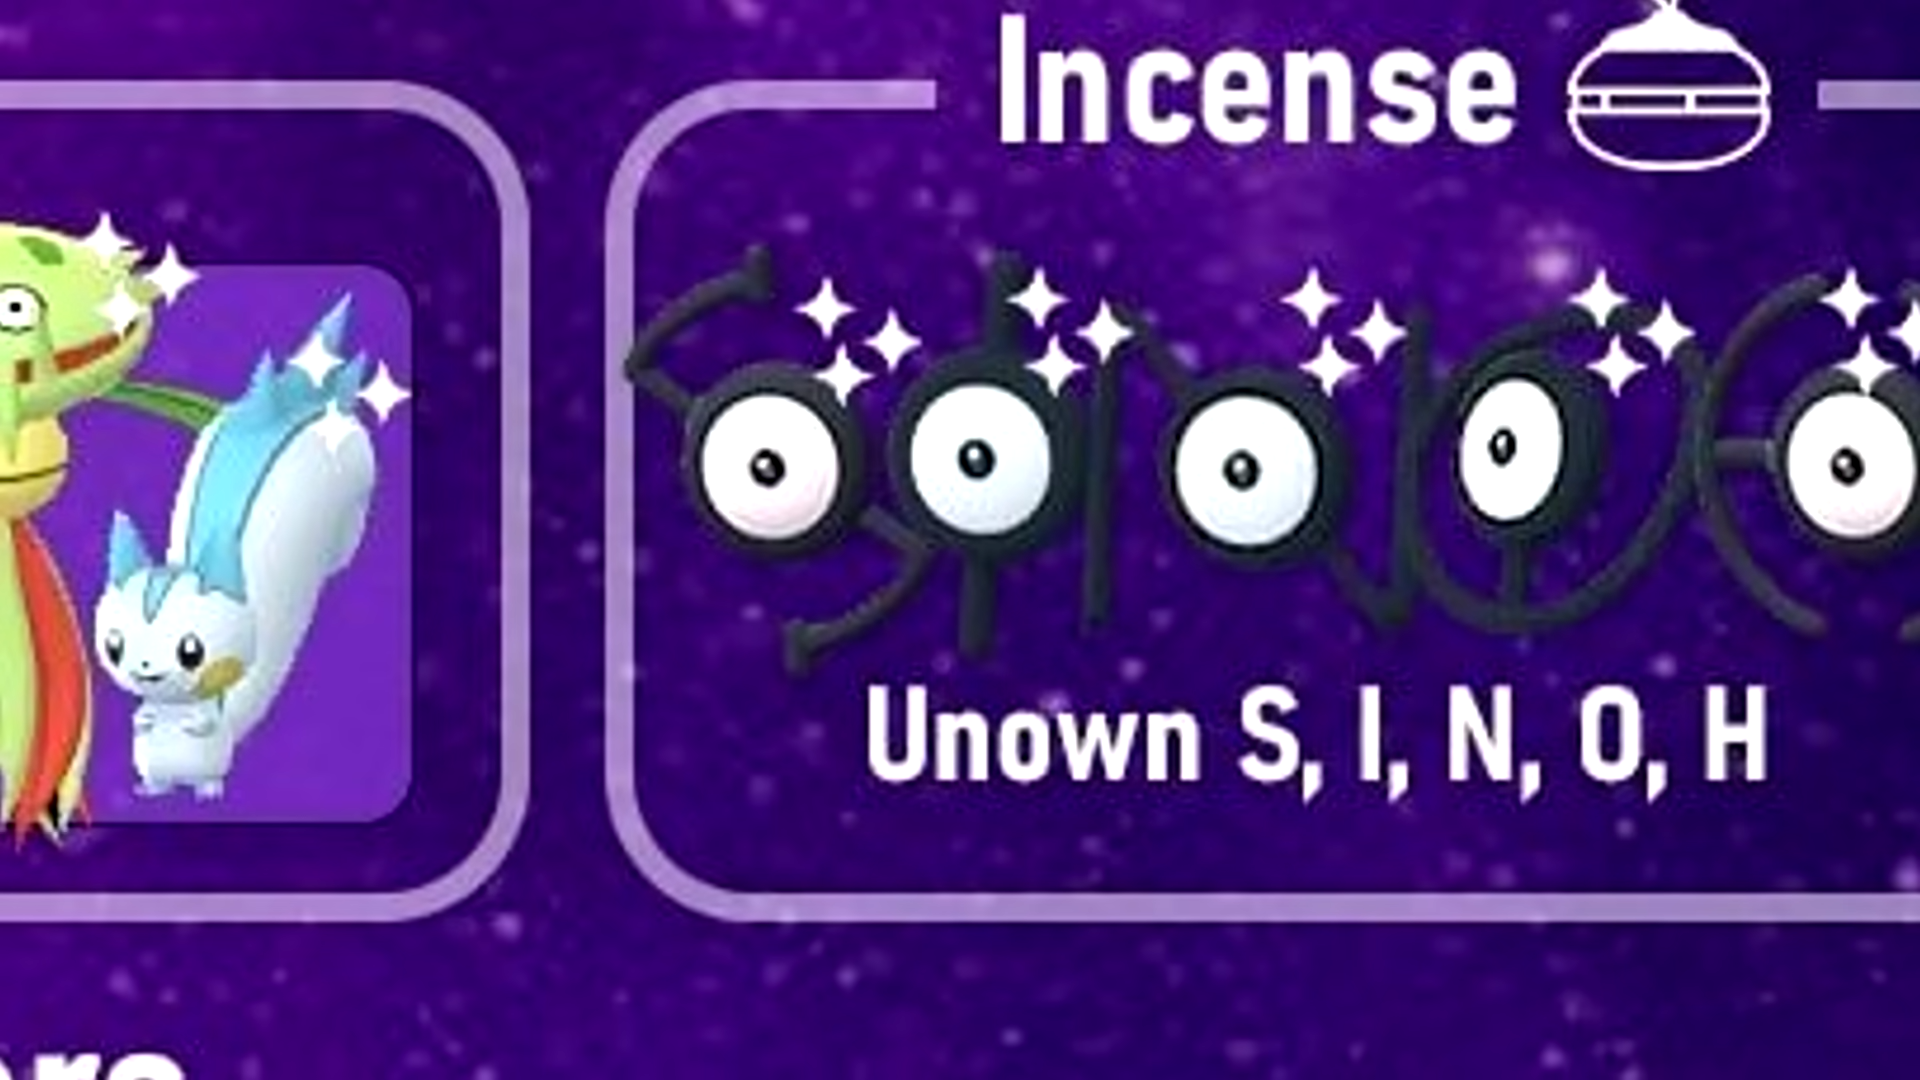 Incense
Unown S, I, N, O, H